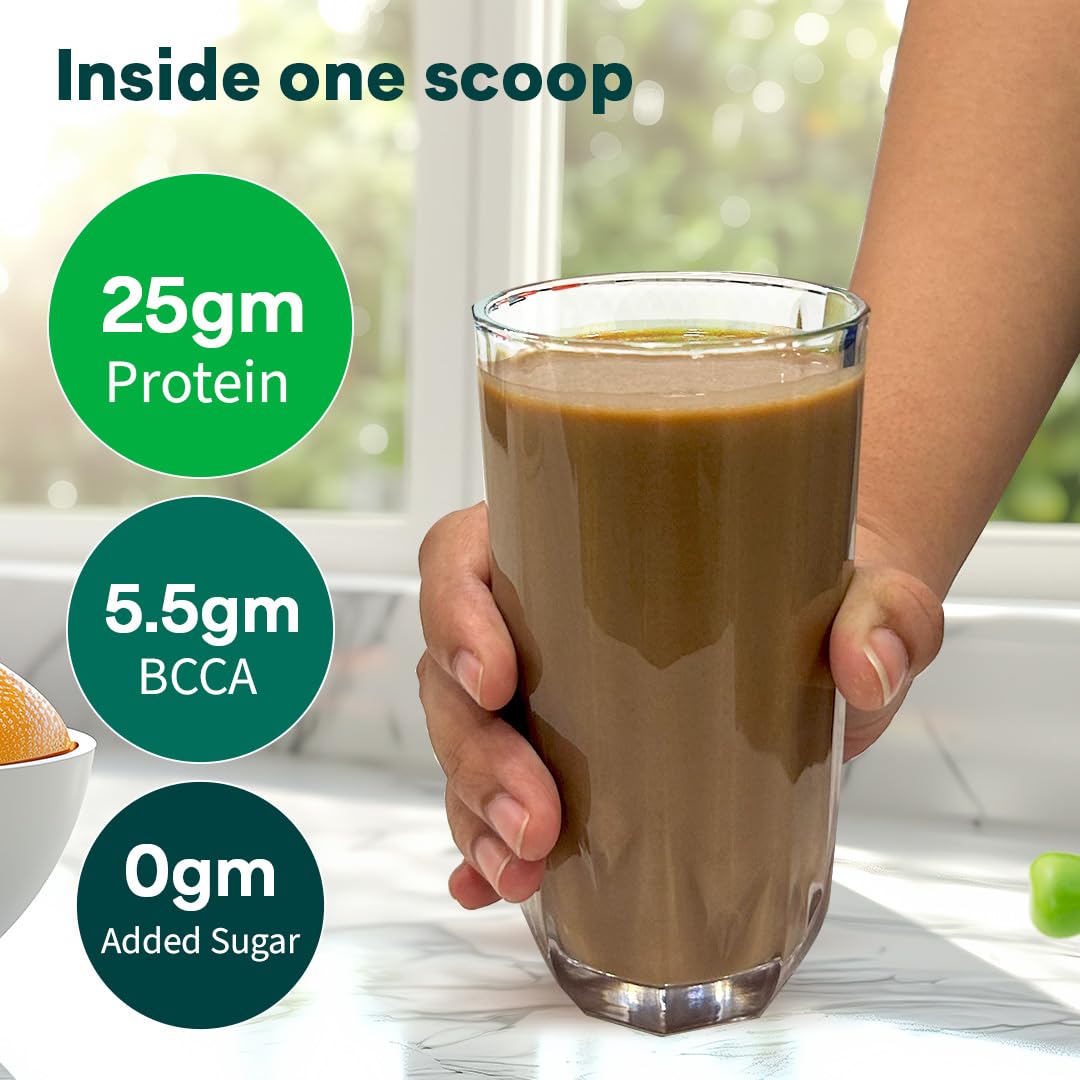 Inside one scoop
25gm
Protein
5.5gm
BCCA
0gm
Added Sugar